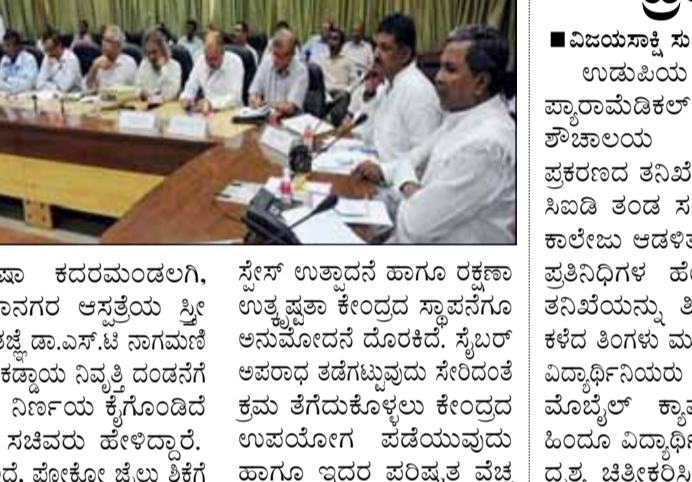 ಷಾ ಕದರಮಂಡಲಗಿ,
ನಗರ ಆಸ್ಪತ್ರೆಯ ಸ್ತ್ರೀ
ಡಾ.ಎಸ್.ಟಿ ನಾಗಮಣಿ
ಕಡ್ಡಾಯ ನಿವೃತ್ತಿ ದಂಡನೆಗೆ
ನಿರ್ಣಯ ಕೈಗೊಂಡಿದೆ
ಸಚಿವರು ಹೇಳಿದ್ದಾರೆ.
ಪೋಕ್ಸೋ ಜೈಲು ಶಿಕ್ಷೆಗೆ
ಸ್ಪೇಸ್ ಉತ್ಪಾದನೆ ಹಾಗೂ ರಕ್ಷಣಾ
ಉತ್ಕೃಷ್ಟತಾ ಕೇಂದ್ರದ ಸ್ಥಾಪನೆಗೂ
ಅನುಮೋದನೆ ದೊರಕಿದೆ. ಸೈಬರ್
ಅಪರಾಧ ತಡೆಗಟ್ಟುವುದು ಸೇರಿದಂತೆ
ಕ್ರಮ ತೆಗೆದುಕೊಳ್ಳಲು ಕೇಂದ್ರದ
ಉಪಯೋಗ ಪಡೆಯುವುದು
ಹಾಗೂ ಇದರ ಪರಿಷ್ಕೃತ ವೆಚ್ಚ
■ ವಿಜಯಸಾಕ್ಷಿ ಸು
ಉಡುಪಿಯ
ಪ್ಯಾರಾಮೆಡಿಕಲ್
ಶೌಚಾಲಯ
ಪ್ರಕರಣದ ತನಿಖೆ
ಸಿಐಡಿ ತಂಡ ಸ
ಕಾಲೇಜು ಆಡಳಿತ
ಪ್ರತಿನಿಧಿಗಳ ಹೇ
ತನಿಖೆಯನ್ನು ತಿ
ಕಳೆದ ತಿಂಗಳು ಮ
ವಿದ್ಯಾರ್ಥಿನಿಯರು
ಮೊಬೈಲ್ ಕ್ಯಾ
ಹಿಂದೂ ವಿದ್ಯಾರ್ಥಿ
ದೃಶ್ಯ ಚಿತ್ರೀಕರಿಸಿ